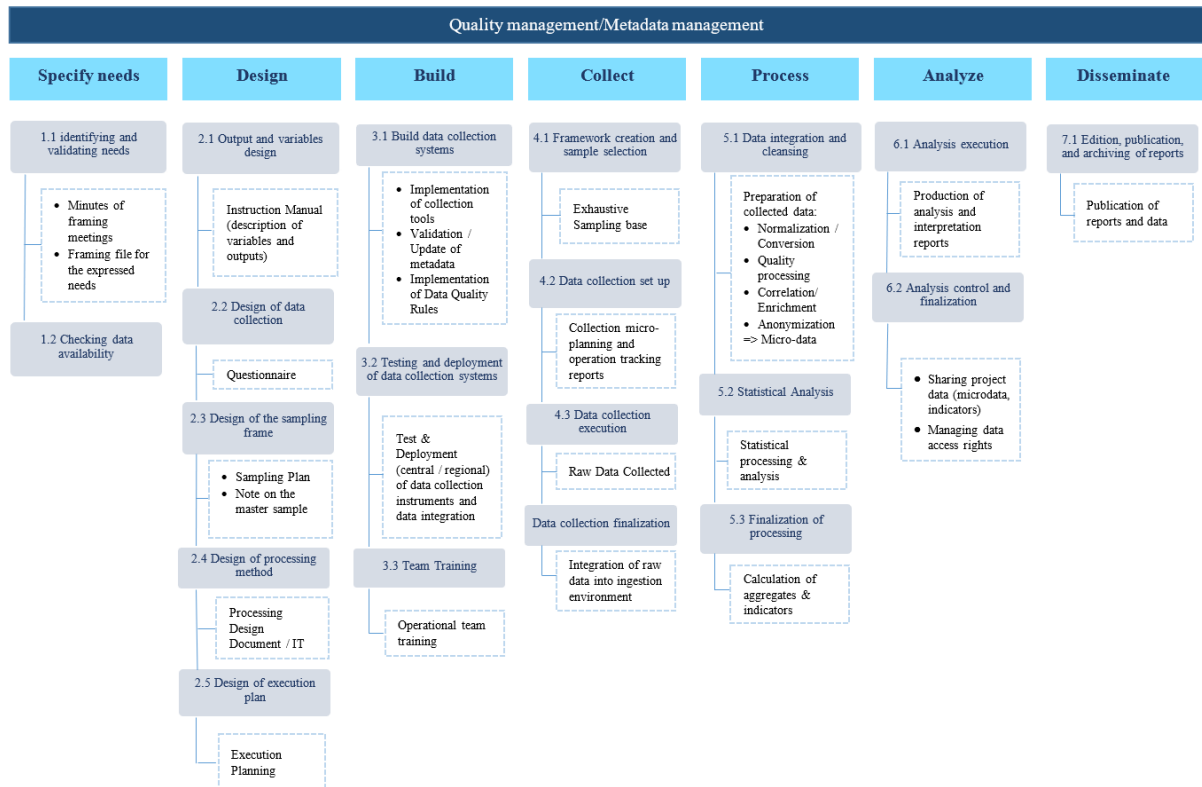 Quality management/Metadata management
Specify needs
1.1 identifying and
validating needs
• Minutes of
framing
meetings
• Framing file for
the expressed
needs
1.2 Checking data
availability
Design
2.1 Output and variables
design
Instruction Manual
(description of
variables and
outputs)
2.2 Design of data
collection
Questionnaire
2.3 Design of the sampling
frame
• Sampling Plan
• Note on the
master sample
2.4 Design of processing
method
Processing
Design
Document / IT
2.5 Design of execution
plan
Execution
Planning
Build
3.1 Build data collection
systems
• Implementation
of collection
tools
• Validation /
Update of
metadata
• Implementation
of Data Quality
Rules
3.2 Testing and deployment
of data collection systems
Test &
Deployment
(central / regional)
of data collection
instruments and
data integration
3.3 Team Training
Operational team
training
Collect
4.1 Framework creation and
sample selection
Exhaustive
Sampling base
4.2 Data collection set up
Collection micro-
planning and
operation tracking
reports
4.3 Data collection
execution
Raw Data Collected
Data collection finalization
Integration of raw
data into ingestion
environment
Process
5.1 Data integration and
cleansing
Preparation of
collected data:
• Normalization /
Conversion
• Quality
processing
• Correlation/
Enrichment
• Anonymization
=> Micro-data
5.2 Statistical Analysis
Statistical
processing &
analysis
5.3 Finalization of
processing
Calculation of
aggregates &
indicators
Analyze
6.1 Analysis execution
Production of
analysis and
interpretation
reports
6.2 Analysis control and
finalization
• Sharing project
data (microdata,
indicators)
• Managing data
access rights
Disseminate
7.1 Edition, publication,
and archiving of reports
Publication of
reports and data